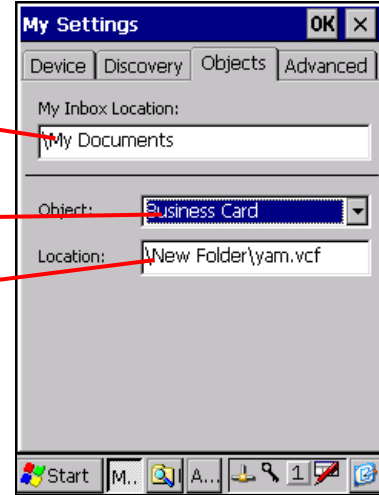 My Settings OK ×
Device Discovery Objects Advanced
My Inbox Location:
\My Documents
Object: Business Card
Location: \New Folder\yam.vcf
Start M.. A... 1